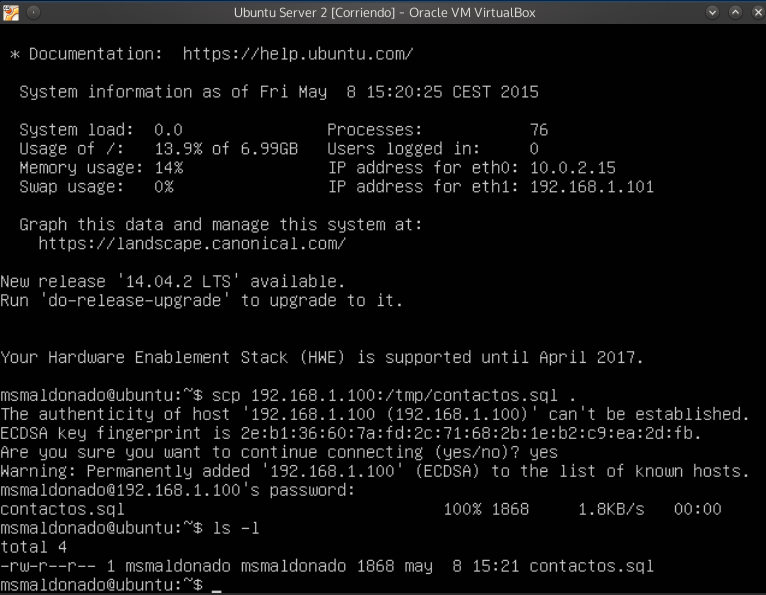 Ubuntu Server 2 [Corriendo] - Oracle VM VirtualBox
* Documentation:  https://help.ubuntu.com/
System information as of Fri May  8 15:20:25 CEST 2015
System load:  0.0                Processes:           76
Usage of /:   13.9% of 6.99GB   Users logged in:     0
Memory usage: 14%               IP address for eth0: 10.0.2.15
Swap usage:   0%                IP address for eth1: 192.168.1.101
Graph this data and manage this system at:
https://landscape.canonical.com/
New release '14.04.2 LTS' available.
Run 'do-release-upgrade' to upgrade to it.
Your Hardware Enablement Stack (HWE) is supported until April 2017.
msmaldonado@ubuntu:~$ scp 192.168.1.100:/tmp/contactos.sql .
The authenticity of host '192.168.1.100 (192.168.1.100)' can't be established.
ECDSA key fingerprint is 2e:b1:36:60:7a:fd:2c:71:68:2b:1e:b2:c9:ea:2d:fb.
Are you sure you want to continue connecting (yes/no)? yes
Warning: Permanently added '192.168.1.100' (ECDSA) to the list of known hosts.
msmaldonado@192.168.1.100's password:
contactos.sql                                 100% 1868     1.8KB/s   00:00
msmaldonado@ubuntu:~$ ls -l
total 4
-rw-r--r-- 1 msmaldonado msmaldonado 1868 may  8 15:21 contactos.sql
msmaldonado@ubuntu:~$ _